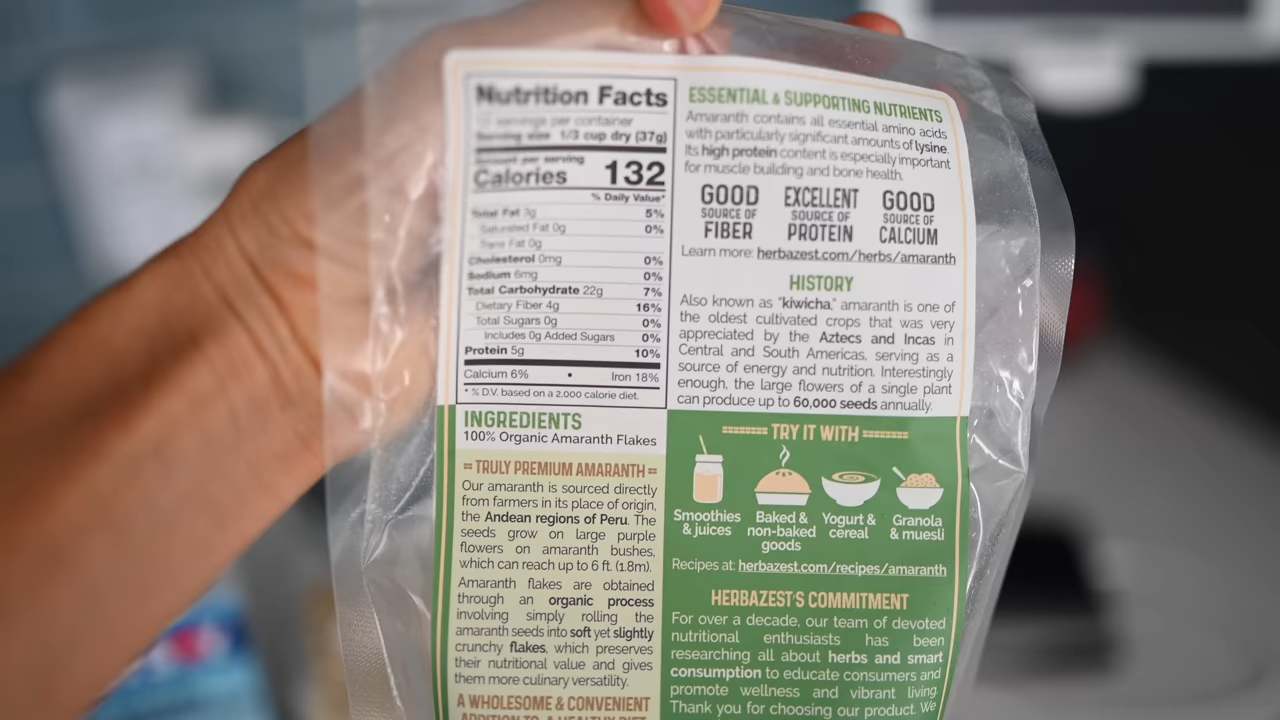 Nutrition Facts
servings per container
Serving size 1/3 cup dry (37g)
Amount per serving
Calories 132
% Daily Value*
Total Fat 3g 5%
Saturated Fat 0g 0%
Trans Fat 0g
Cholesterol 0mg 0%
Sodium 6mg 0%
Total Carbohydrate 22g 7%
Dietary Fiber 4g 16%
Total Sugars 0g 0%
Includes 0g Added Sugars 0%
Protein 5g 10%
Calcium 6% • Iron 18%
* % D.V. based on a 2,000 calorie diet.
INGREDIENTS
100% Organic Amaranth Flakes
TRULY PREMIUM AMARANTH
Our amaranth is sourced directly
from farmers in its place of origin,
the Andean regions of Peru. The
seeds grow on large purple
flowers on amaranth bushes,
which can reach up to 6 ft. (1.8m).
Amaranth flakes are obtained
through an organic process
involving simply rolling the
amaranth seeds into soft yet slightly
crunchy flakes, which preserves
their nutritional value and gives
them more culinary versatility.
A WHOLESOME & CONVENIENT
ADDITION TO A HEALTHY DIET
ESSENTIAL & SUPPORTING NUTRIENTS
Amaranth contains all essential amino acids
with particularly significant amounts of lysine.
Its high protein content is especially important
for muscle building and bone health.
GOOD SOURCE OF FIBER
EXCELLENT SOURCE OF PROTEIN
GOOD SOURCE OF CALCIUM
Learn more: herbazest.com/herbs/amaranth
HISTORY
Also known as "kiwicha," amaranth is one of
the oldest cultivated crops that was very
appreciated by the Aztecs and Incas in
Central and South Americas, serving as a
source of energy and nutrition. Interestingly
enough, the large flowers of a single plant
can produce up to 60,000 seeds annually.
TRY IT WITH
Smoothies
& juices
Baked &
non-baked
goods
Yogurt &
cereal
Granola
& muesli
Recipes at: herbazest.com/recipes/amaranth
HERBAZEST'S COMMITMENT
For over a decade, our team of devoted
nutritional enthusiasts has been
researching all about herbs and smart
consumption to educate consumers and
promote wellness and vibrant living.
Thank you for choosing our product. We